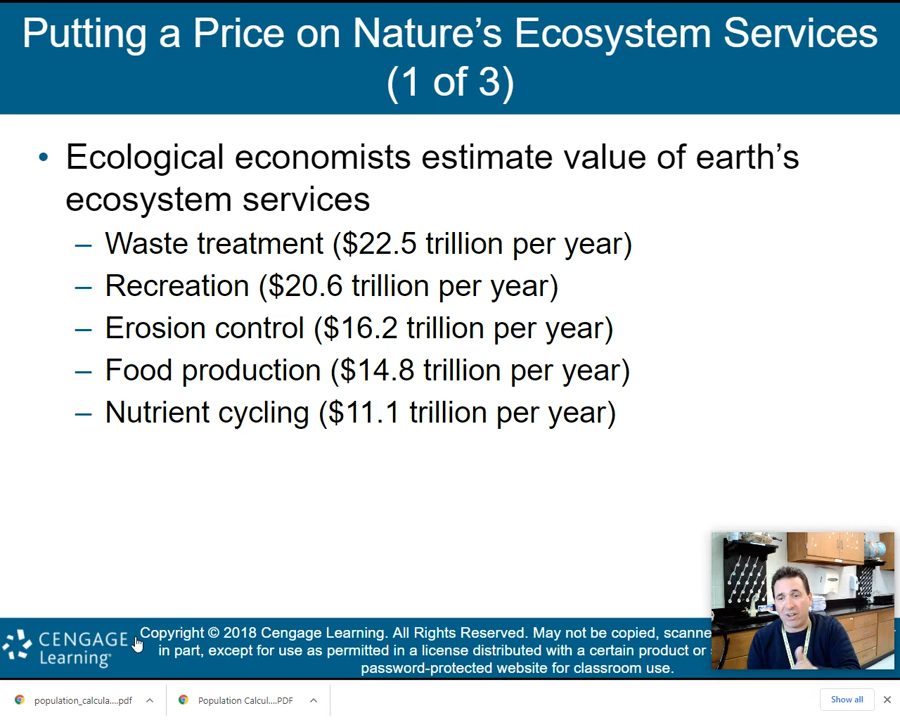 Putting a Price on Nature's Ecosystem Services
(1 of 3)
• Ecological economists estimate value of earth's
ecosystem services
– Waste treatment ($22.5 trillion per year)
– Recreation ($20.6 trillion per year)
– Erosion control ($16.2 trillion per year)
– Food production ($14.8 trillion per year)
– Nutrient cycling ($11.1 trillion per year)
CENGAGE
Learning®
Copyright © 2018 Cengage Learning. All Rights Reserved. May not be copied,
in part, except for use as permitted in a license distributed with a certain product or
password-protected website for classroom use.
population_calcula....pdf
Population Calcul....PDF
Show all